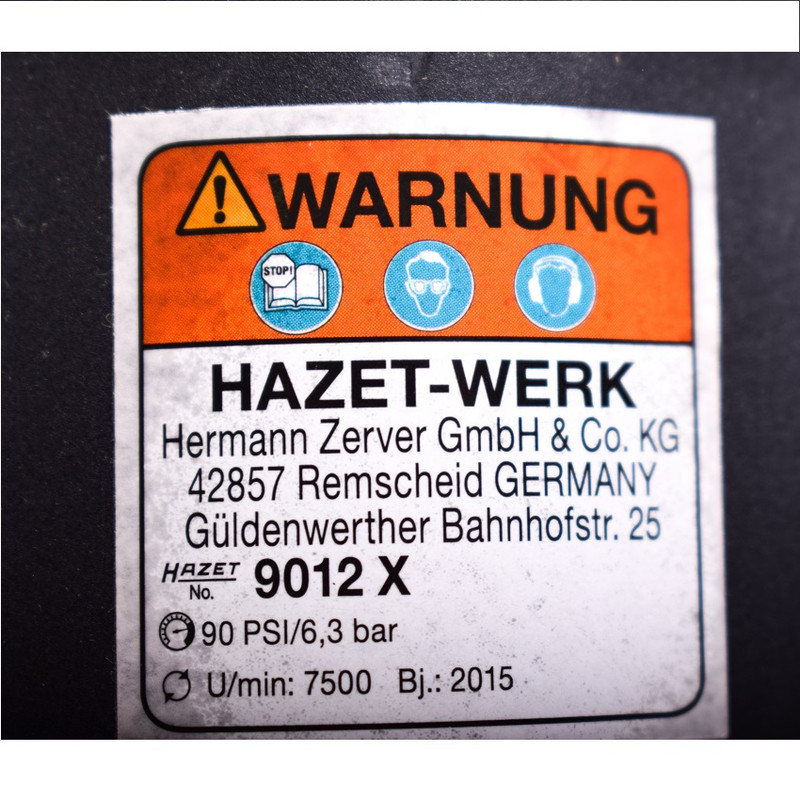 WARNUNG
STOP!
HAZET-WERK
Hermann Zerver GmbH & Co. KG
42857 Remscheid GERMANY
Güldenwerther Bahnhofstr. 25
HAZET No. 9012 X
90 PSI/6,3 bar
U/min: 7500 Bj.: 2015